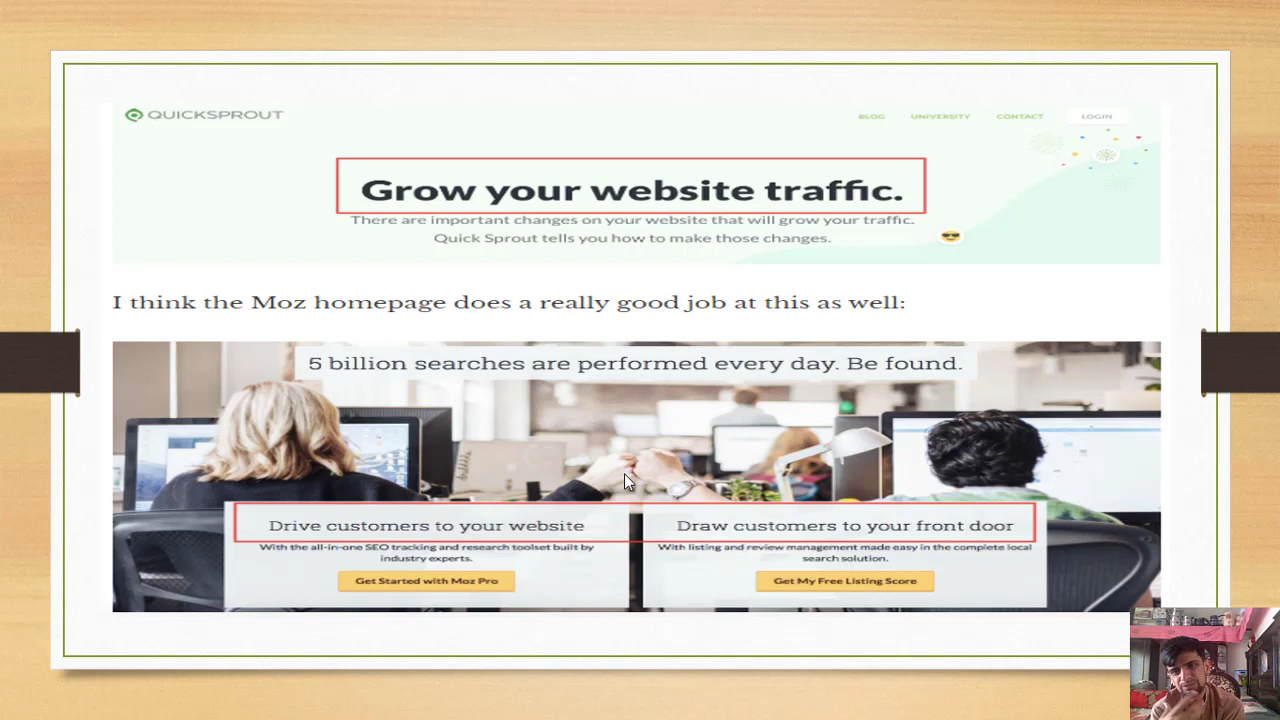 QUICKSPROUT
BLOG UNIVERSITY CONTACT LOGIN
Grow your website traffic.
There are important changes on your website that will grow your traffic.
Quick Sprout tells you how to make those changes.
I think the Moz homepage does a really good job at this as well:
5 billion searches are performed every day. Be found.
Drive customers to your website
With the all-in-one SEO tracking and research toolset built by
industry experts.
Get Started with Moz Pro
Draw customers to your front door
With listing and review management made easy in the complete local
search solution.
Get My Free Listing Score